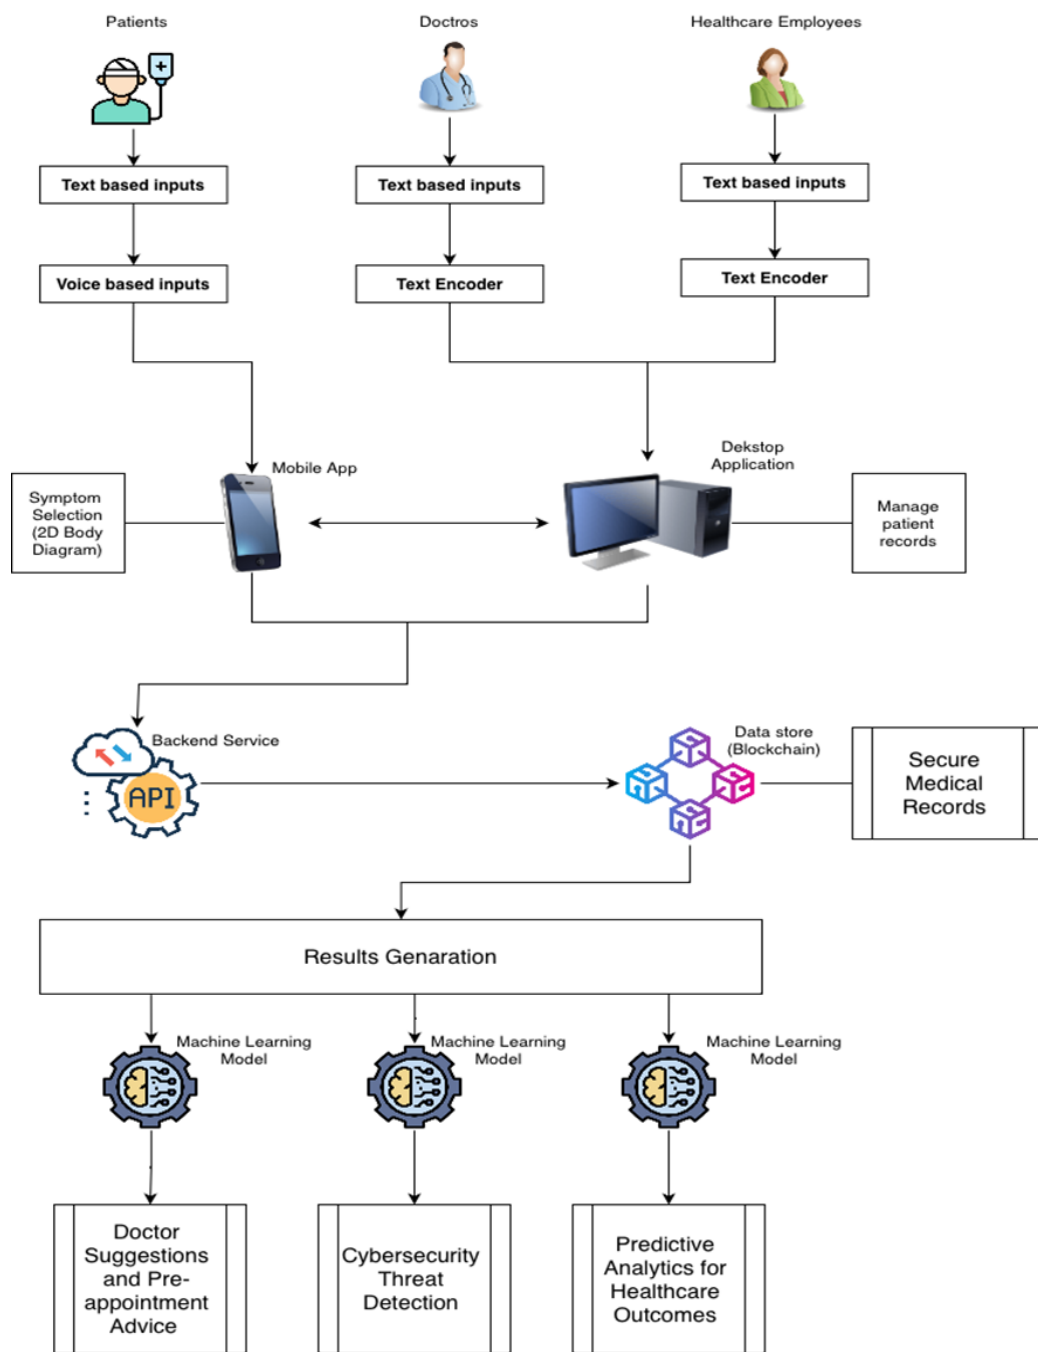 Patients
Doctros
Healthcare Employees
Text based inputs
Text based inputs
Text based inputs
Voice based inputs
Text Encoder
Text Encoder
Mobile App
Dekstop
Application
Symptom
Selection
(2D Body
Diagram)
Manage
patient
records
Backend Service
API
Data store
(Blockchain)
Secure
Medical
Records
Results Genaration
Machine Learning
Model
Machine Learning
Model
Machine Learning
Model
Doctor
Suggestions
and Pre-
appointment
Advice
Cybersecurity
Threat
Detection
Predictive
Analytics for
Healthcare
Outcomes